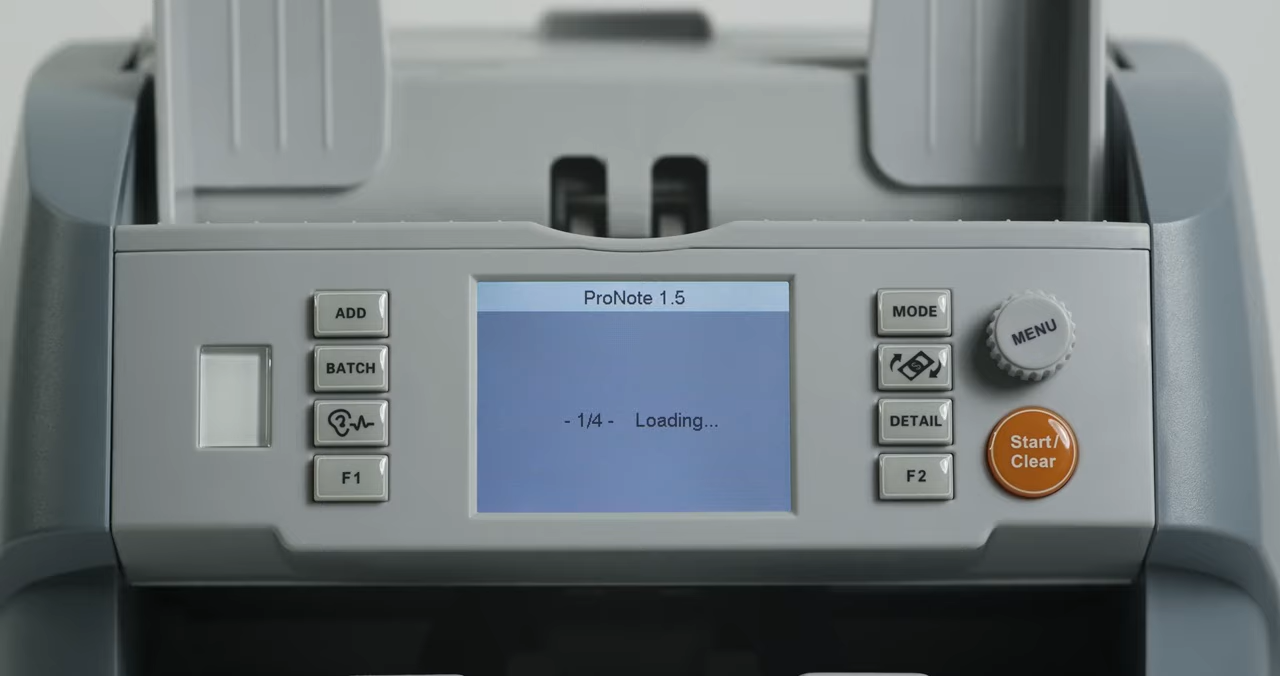 ProNote 1.5
- 1/4 - Loading...
ADD
BATCH
F1
MODE
DETAIL
F2
MENU
Start/
Clear